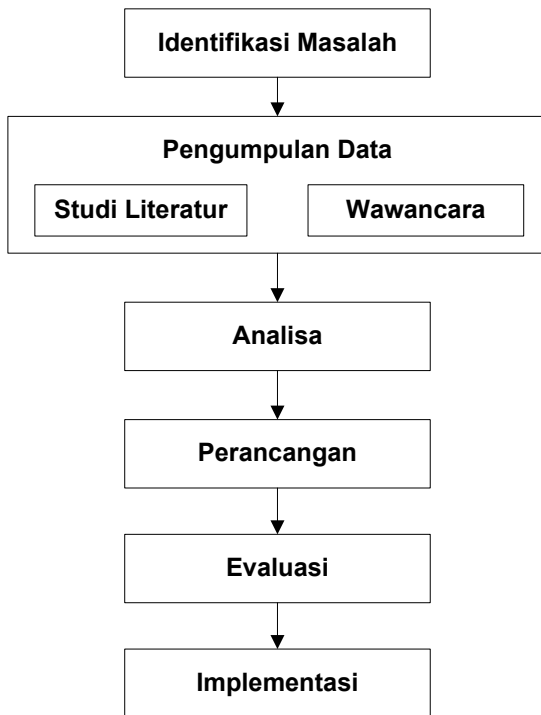 Identifikasi Masalah
Pengumpulan Data
Studi Literatur
Wawancara
Analisa
Perancangan
Evaluasi
Implementasi